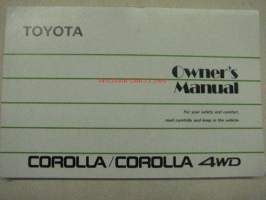 TOYOTA
Owner's
Manual
For your safety and comfort,
read carefully and keep in the vehicle
COROLLA/COROLLA 4WD